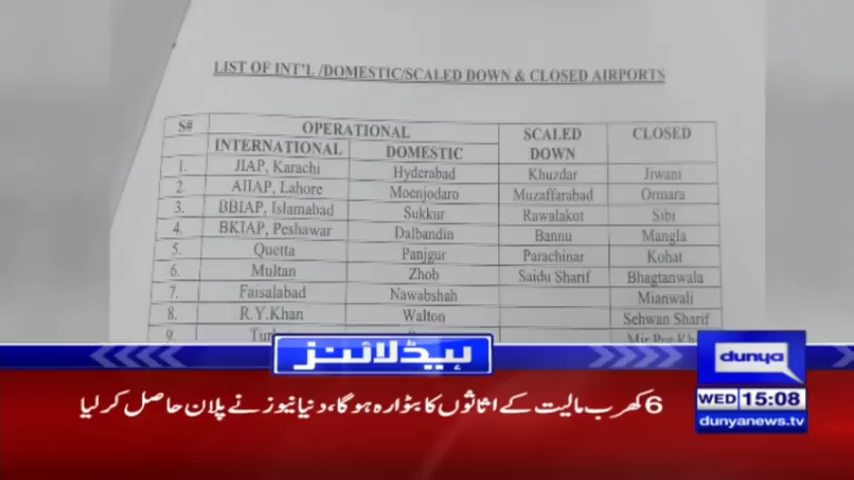 LIST OF INT'L /DOMESTIC/SCALED DOWN & CLOSED AIRPORTS
S# OPERATIONAL SCALED DOWN CLOSED
INTERNATIONAL DOMESTIC
1. JIAP, Karachi Hyderabad Khuzdar Jiwani
2. AIIAP, Lahore Moenjodaro Muzaffarabad Ormara
3. BBIAP, Islamabad Sukkur Rawalakot Sibi
4. BKIAP, Peshawar Dalbandin Bannu Mangla
5. Quetta Panjgur Parachinar Kohat
6. Multan Zhob Saidu Sharif Bhagtanwala
7. Faisalabad Nawabshah Mianwali
8. R.Y.Khan Walton Sehwan Sharif
9.
ہیڈلائنز
6 کھرب مالیت کے اثاثوں کا بٹوارہ ہوگا، دنیا نیوز نے پلان حاصل کرلیا
dunya
WED 15:08
dunyanews.tv